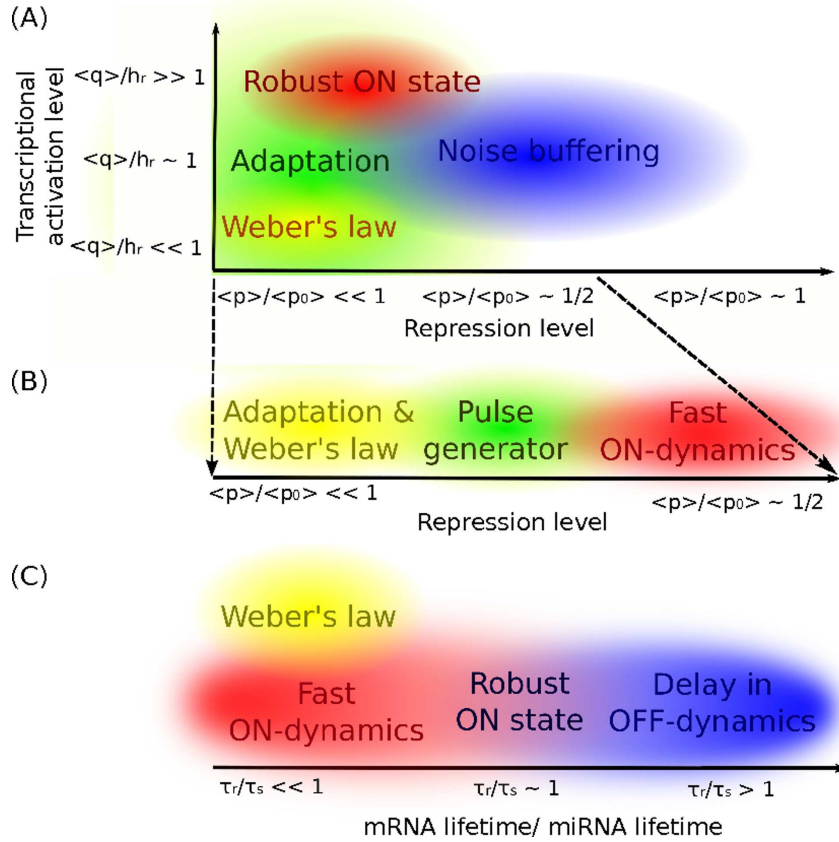 (A)
Transcriptional
activation level
<q>/hr >> 1
<q>/hr ~ 1
<q>/hr << 1
Robust ON state
Adaptation
Noise buffering
Weber's law
<p>/<p0> << 1
<p>/<p0> ~ 1/2
<p>/<p0> ~ 1
Repression level
(B)
Adaptation &
Weber's law
Pulse
generator
Fast
ON-dynamics
<p>/<p0> << 1
<p>/<p0> ~ 1/2
Repression level
(C)
Weber's law
Fast
ON-dynamics
Robust
ON state
Delay in
OFF-dynamics
τr/τs << 1
τr/τs ~ 1
τr/τs > 1
mRNA lifetime/ miRNA lifetime